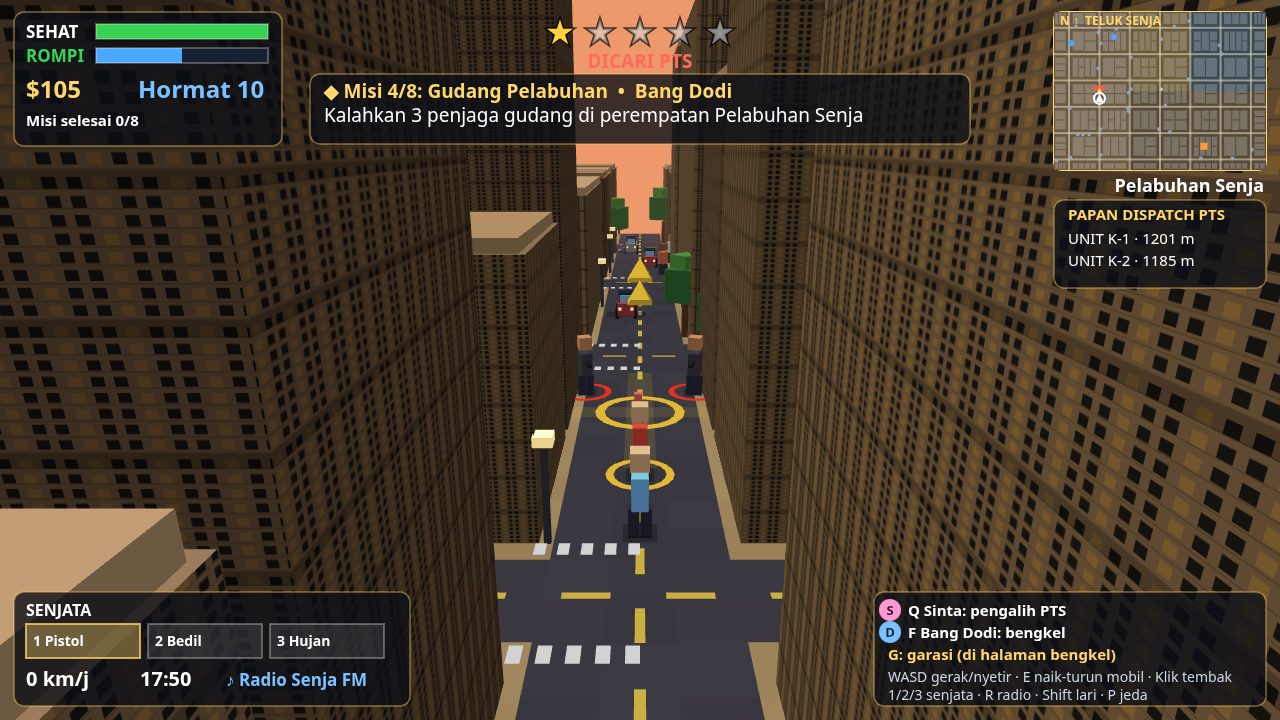 SEHAT
ROMPI
$105 Hormat 10
Misi selesai 0/8
DICARI PTS
◆ Misi 4/8: Gudang Pelabuhan • Bang Dodi
Kalahkan 3 penjaga gudang di perempatan Pelabuhan Senja
N ↑ TELUK SENJA
Pelabuhan Senja
PAPAN DISPATCH PTS
UNIT K-1 · 1201 m
UNIT K-2 · 1185 m
SENJATA
1 Pistol 2 Bedil 3 Hujan
0 km/j 17:50 ♪ Radio Senja FM
S Q Sinta: pengalih PTS
D F Bang Dodi: bengkel
G: garasi (di halaman bengkel)
WASD gerak/nyetir · E naik-turun mobil · Klik tembak
1/2/3 senjata · R radio · Shift lari · P jeda